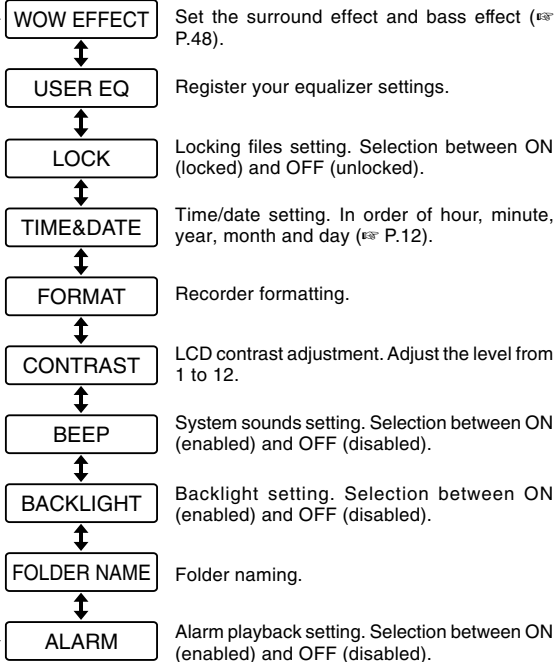 WOW EFFECT
Set the surround effect and bass effect (☞
P.48).
USER EQ
Register your equalizer settings.
LOCK
Locking files setting. Selection between ON
(locked) and OFF (unlocked).
TIME&DATE
Time/date setting. In order of hour, minute,
year, month and day (☞ P.12).
FORMAT
Recorder formatting.
CONTRAST
LCD contrast adjustment. Adjust the level from
1 to 12.
BEEP
System sounds setting. Selection between ON
(enabled) and OFF (disabled).
BACKLIGHT
Backlight setting. Selection between ON
(enabled) and OFF (disabled).
FOLDER NAME
Folder naming.
ALARM
Alarm playback setting. Selection between ON
(enabled) and OFF (disabled).